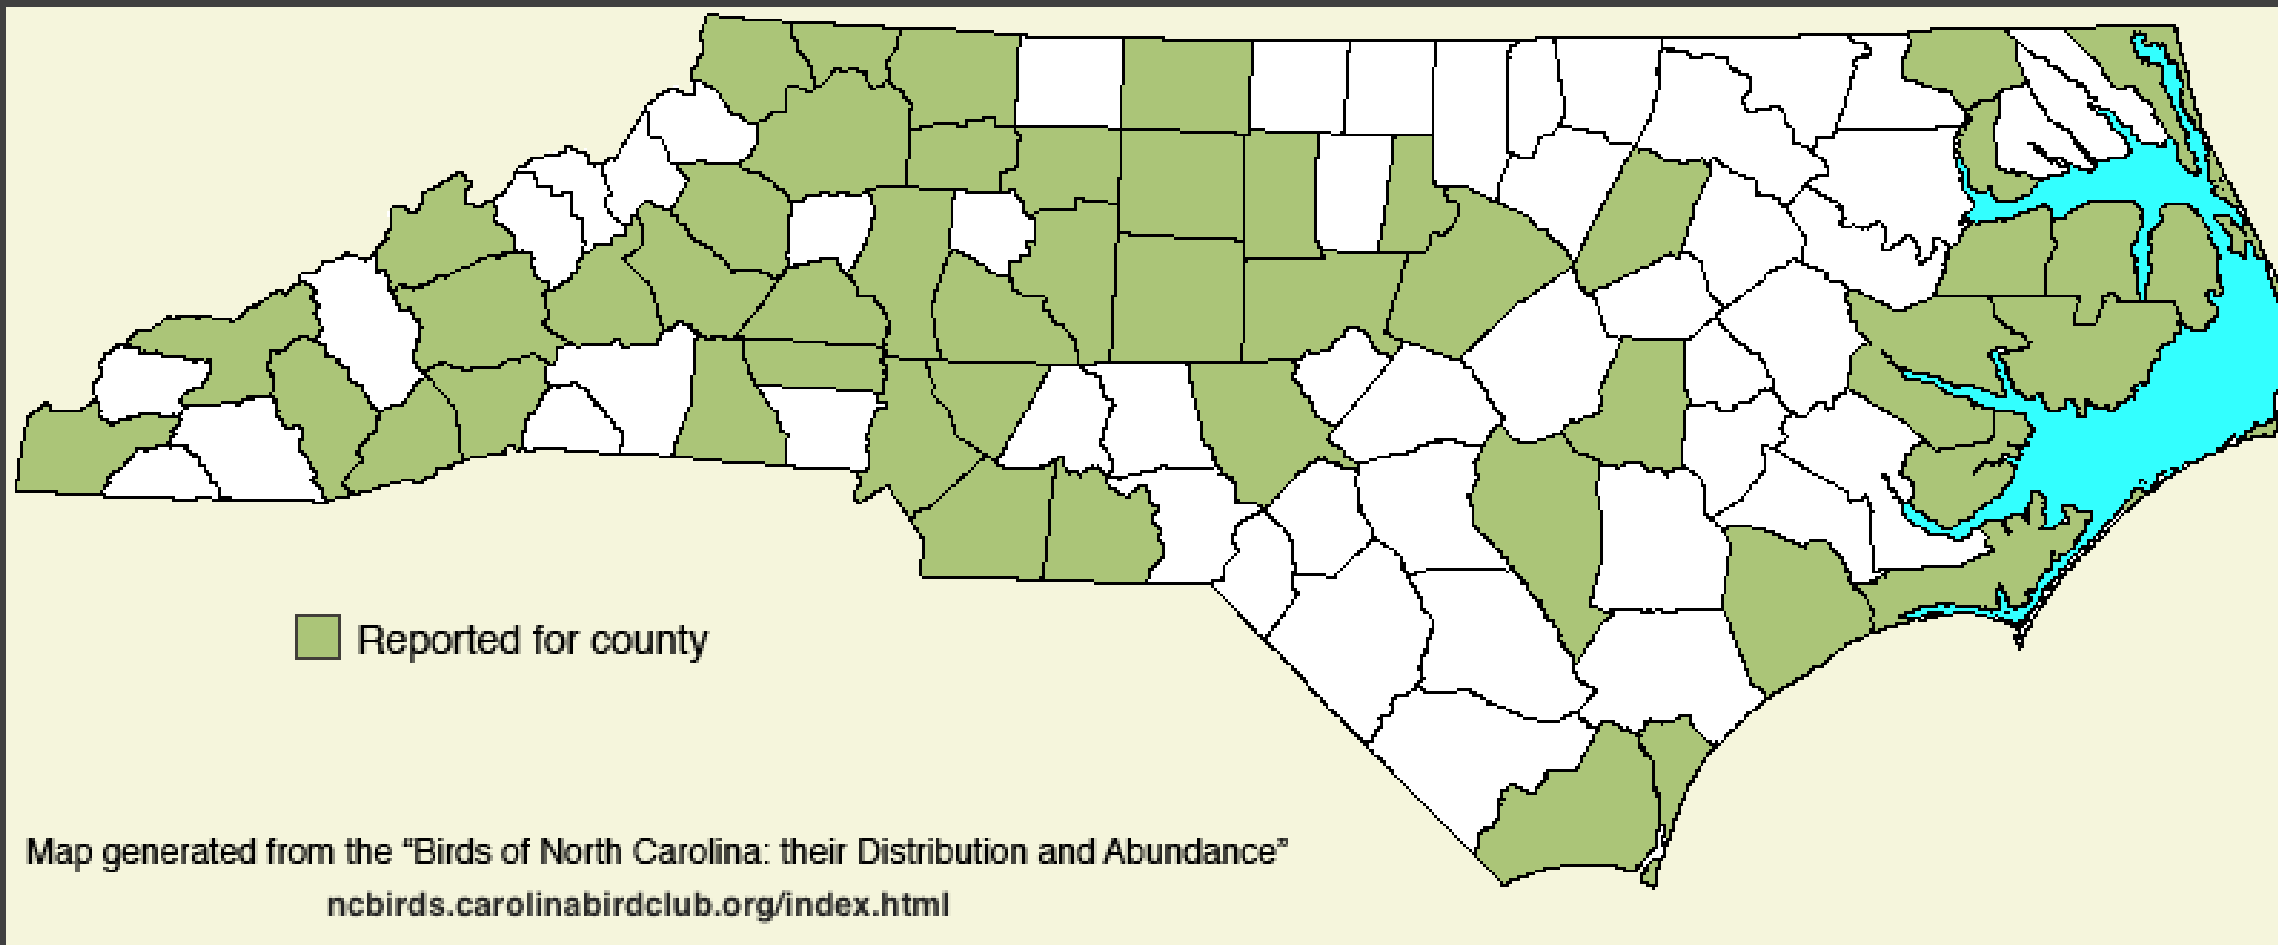 Reported for county
Map generated from the “Birds of North Carolina: their Distribution and Abundance”
ncbirds.carolinabirdclub.org/index.html